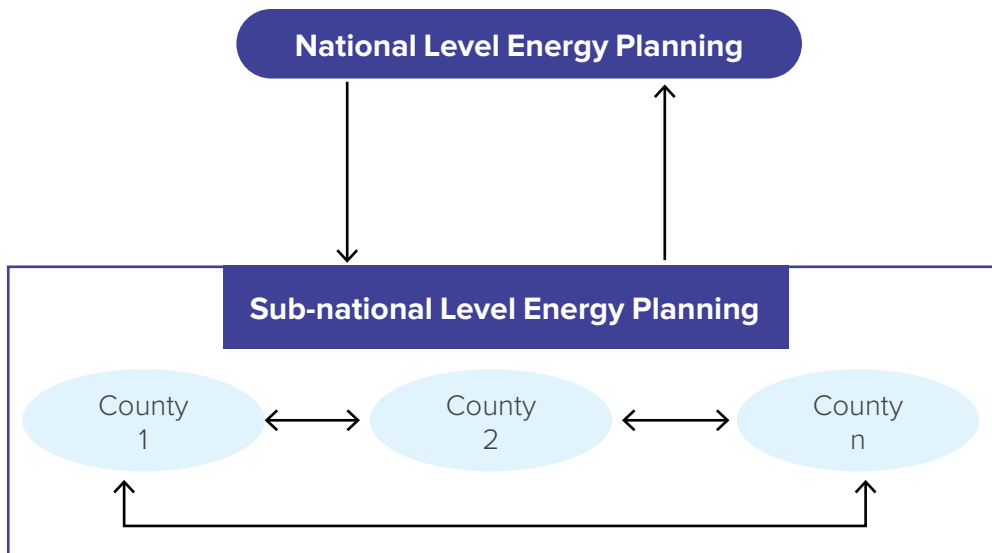 National Level Energy Planning
Sub-national Level Energy Planning
County
1
County
2
County
n